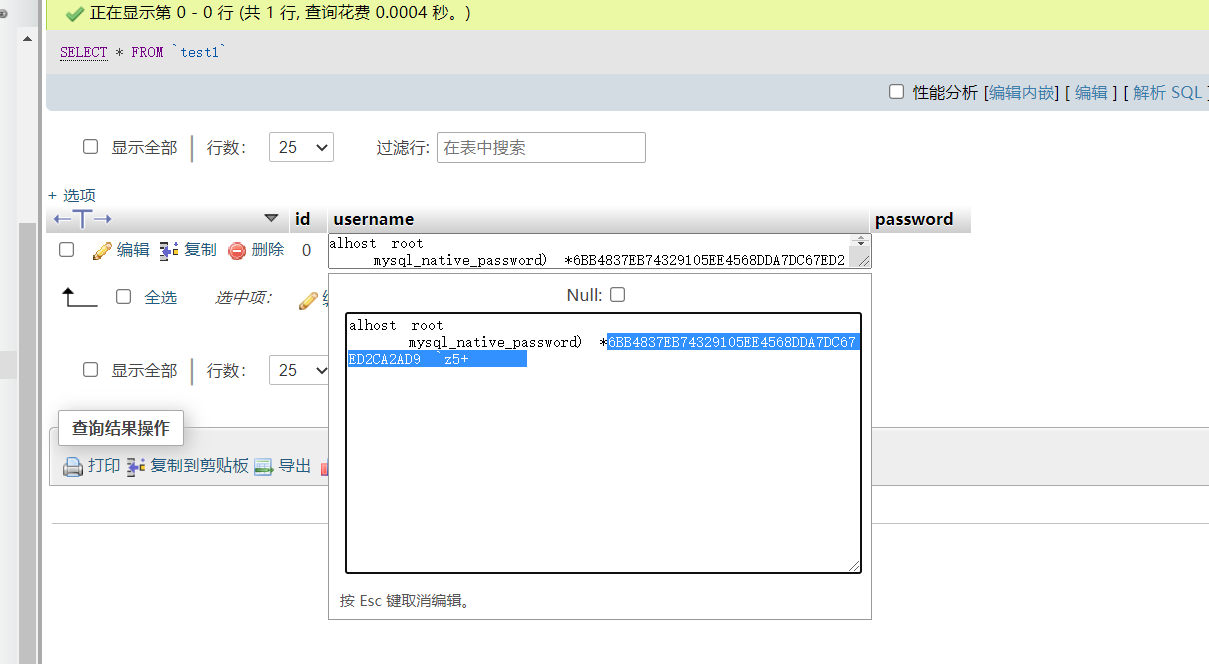 正在显示第 0 - 0 行 (共 1 行, 查询花费 0.0004 秒。)
SELECT * FROM `test1`
性能分析 [编辑内嵌] [ 编辑 ] [ 解析 SQL ]
显示全部 行数: 25 过滤行: 在表中搜索
+ 选项
←T→ id username password
编辑 复制 删除 0 alhost root
mysql_native_password) *6BB4837EB74329105EE4568DDA7DC67ED2
全选 选中项:
Null:
alhost root
mysql_native_password) *6BB4837EB74329105EE4568DDA7DC67
ED2CA2AD9 `z5+
显示全部 行数: 25
查询结果操作
打印 复制到剪贴板 导出
按 Esc 键取消编辑。